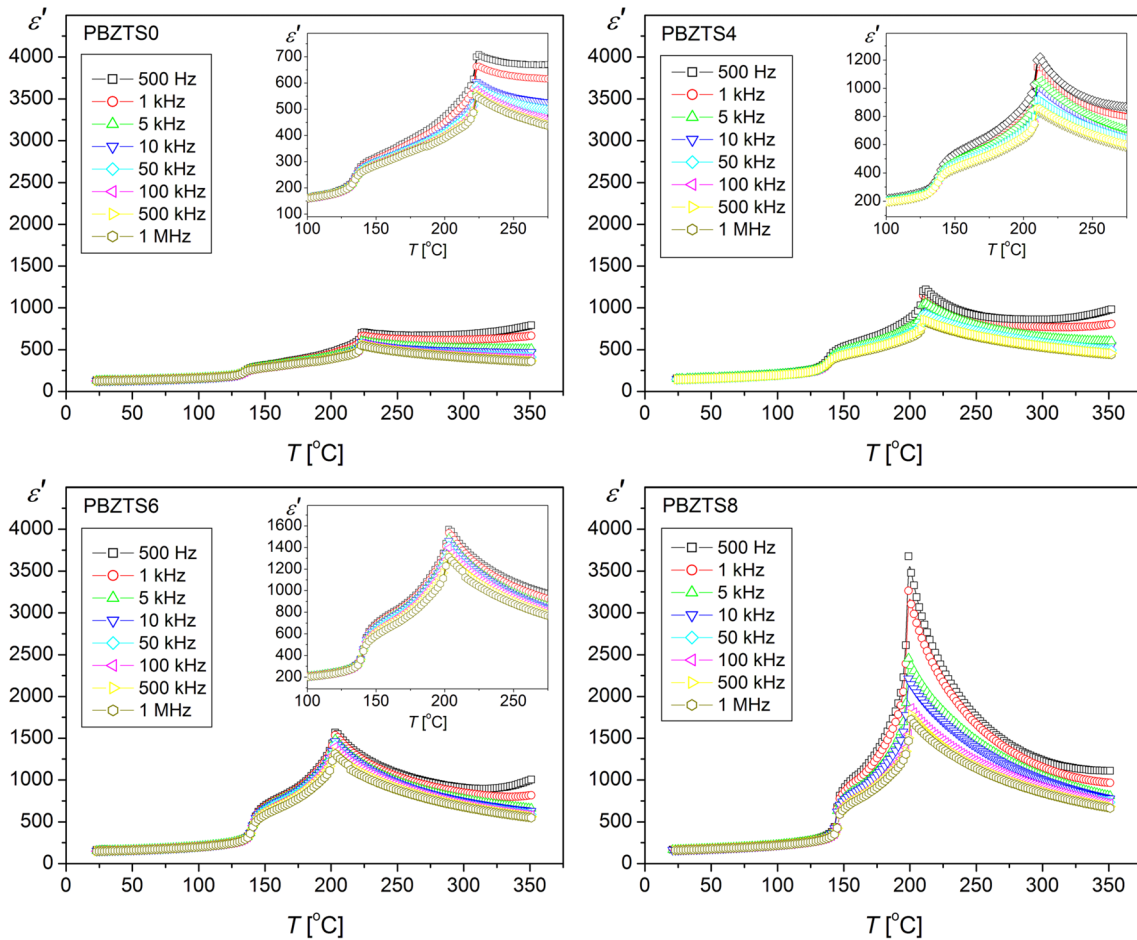 ε'
PBZTS0
500 Hz
1 kHz
5 kHz
10 kHz
50 kHz
100 kHz
500 kHz
1 MHz
4000
3500
3000
2500
2000
1500
1000
500
0
0 50 100 150 200 250 300 350
T [°C]
ε'
700
600
500
400
300
200
100
100 150 200 250
T [°C]
ε'
PBZTS4
500 Hz
1 kHz
5 kHz
10 kHz
50 kHz
100 kHz
500 kHz
1 MHz
4000
3500
3000
2500
2000
1500
1000
500
0
0 50 100 150 200 250 300 350
T [°C]
ε'
1200
1000
800
600
400
200
100 150 200 250
T [°C]
ε'
PBZTS6
500 Hz
1 kHz
5 kHz
10 kHz
50 kHz
100 kHz
500 kHz
1 MHz
4000
3500
3000
2500
2000
1500
1000
500
0
0 50 100 150 200 250 300 350
T [°C]
ε'
1600
1400
1200
1000
800
600
400
200
100 150 200 250
T [°C]
ε'
PBZTS8
500 Hz
1 kHz
5 kHz
10 kHz
50 kHz
100 kHz
500 kHz
1 MHz
4000
3500
3000
2500
2000
1500
1000
500
0
0 50 100 150 200 250 300 350
T [°C]